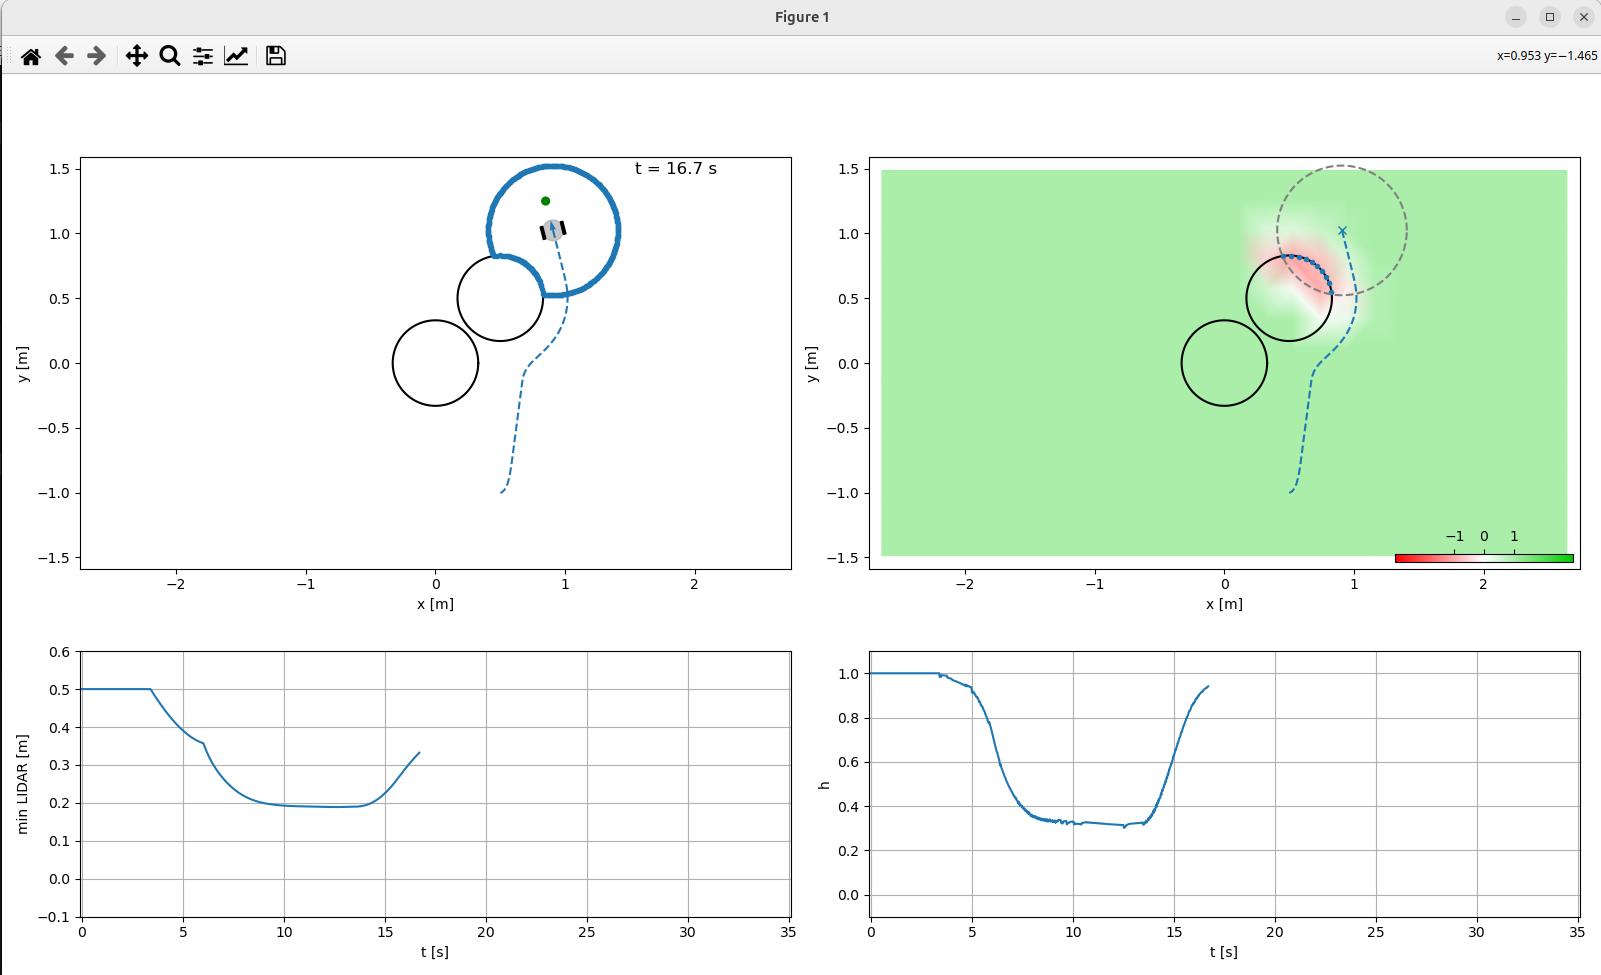 Figure 1
x=0.953 y=−1.465
t = 16.7 s
1.5
1.0
0.5
0.0
−0.5
−1.0
−1.5
y [m]
−2 −1 0 1 2
x [m]
1.5
1.0
0.5
0.0
−0.5
−1.0
−1.5
y [m]
−1 0 1
−2 −1 0 1 2
x [m]
0.6
0.5
0.4
0.3
0.2
0.1
0.0
−0.1
min LIDAR [m]
0 5 10 15 20 25 30 35
t [s]
1.0
0.8
0.6
0.4
0.2
0.0
h
0 5 10 15 20 25 30 35
t [s]